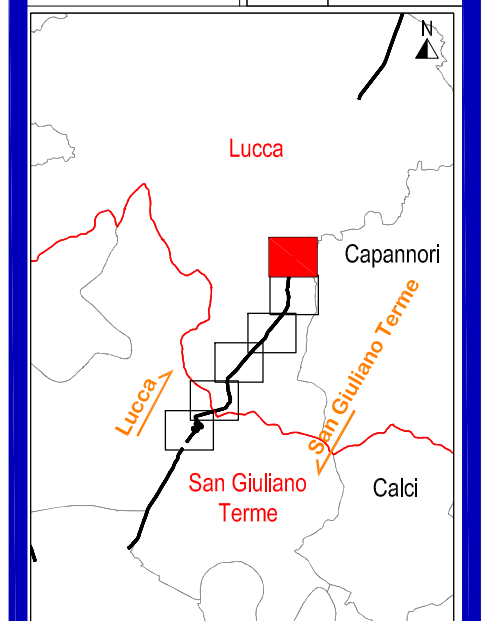 N
Lucca
Capannori
San Giuliano Terme
Lucca
San Giuliano
Terme
Calci